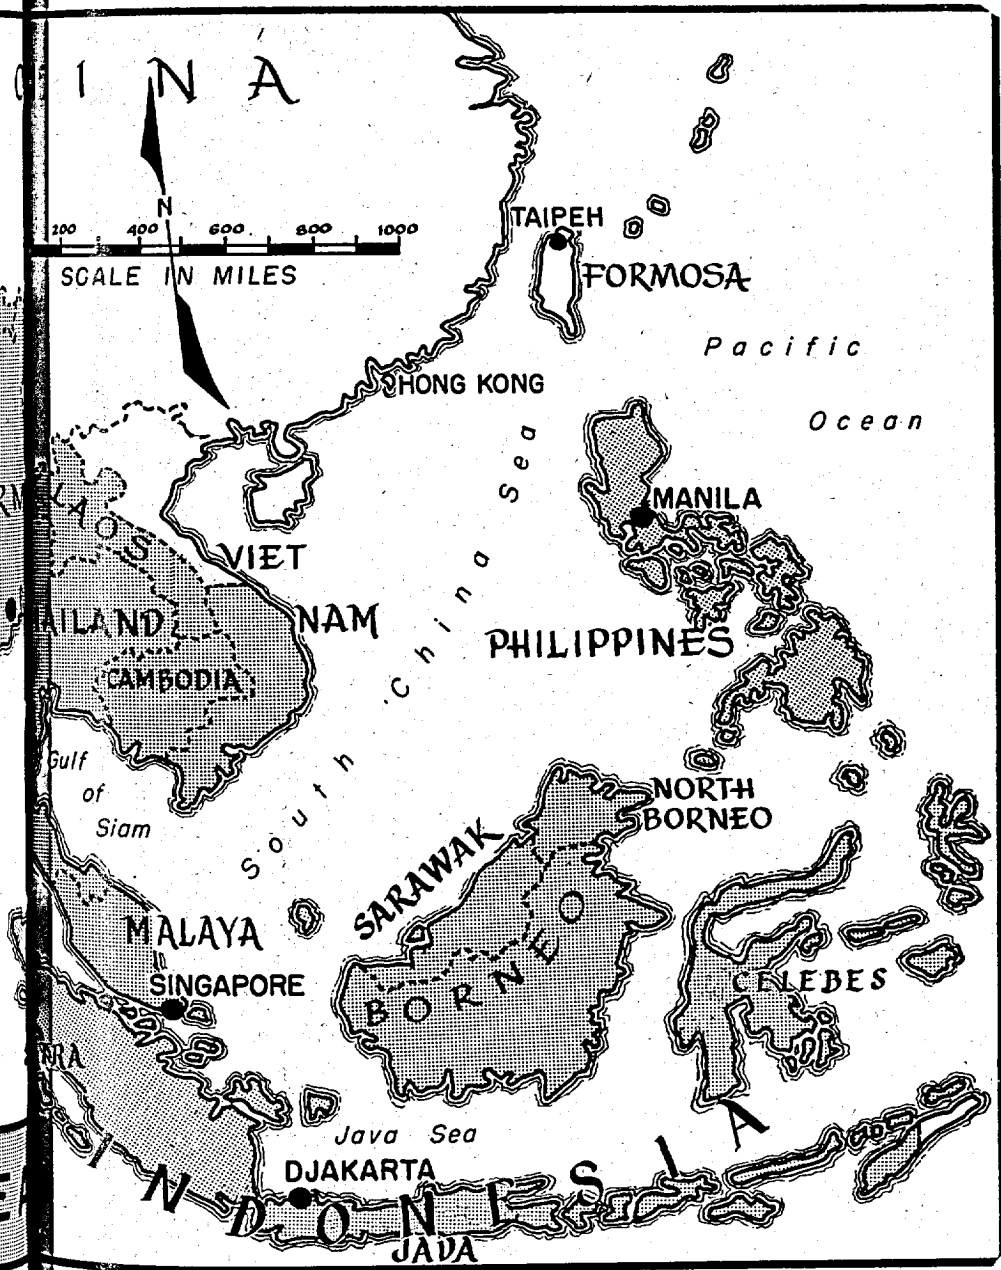 I N A
N
TAIPEH
200 400 600 800 1000
SCALE IN MILES
FORMOSA
Pacific
Ocean
HONG KONG
South China Sea
MANILA
LAOS
VIET
NAM
AILAND
PHILIPPINES
CAMBODIA
Gulf
of
Siam
NORTH
BORNEO
SARAWAK
MALAYA
BORNEO
SINGAPORE
CELEBES
Java Sea
INDONESIA
DJAKARTA
JAVA